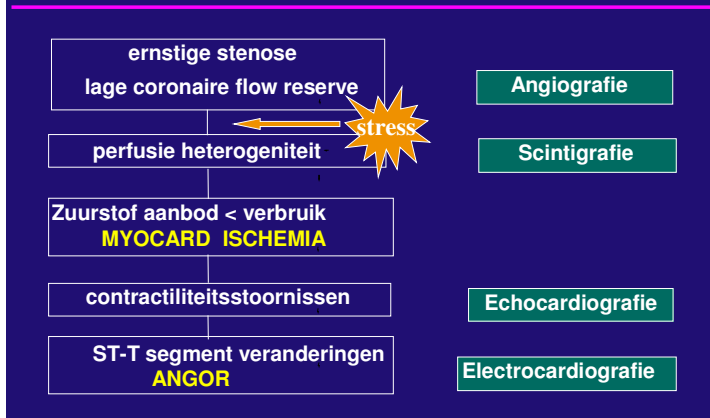 ernstige stenose
lage coronaire flow reserve
Angiografie
stress
perfusie heterogeniteit
Scintigrafie
Zuurstof aanbod < verbruik
MYOCARD ISCHEMIA
contractiliteitsstoornissen
Echocardiografie
ST-T segment veranderingen
ANGOR
Electrocardiografie